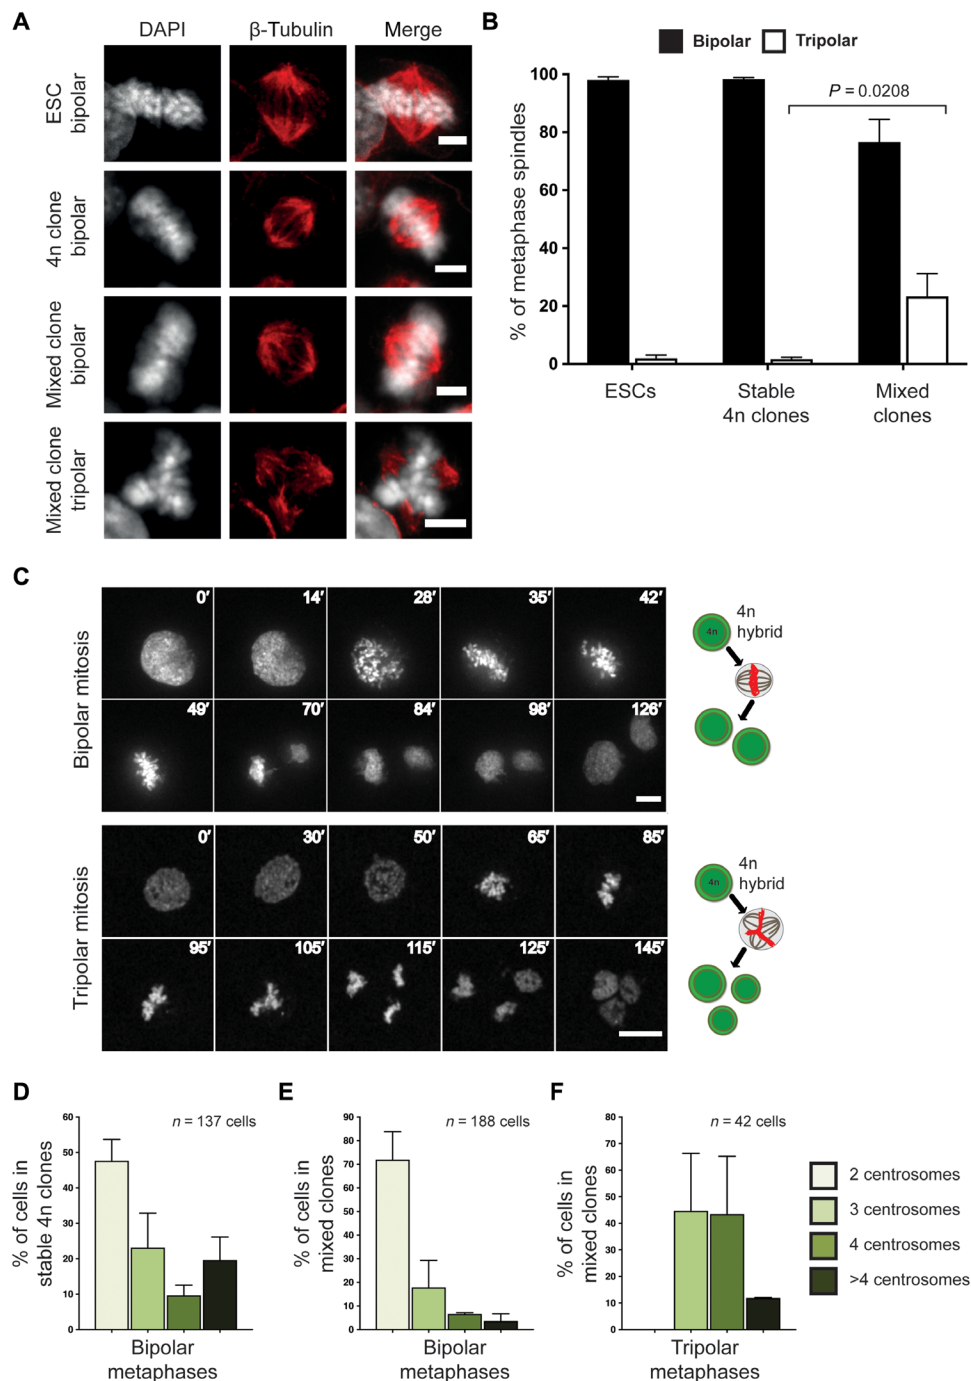 A
DAPI
β-Tubulin
Merge
ESC
bipolar
4n clone
bipolar
Mixed clone
bipolar
Mixed clone
tripolar
B
Bipolar
Tripolar
% of metaphase spindles
100
80
60
40
20
0
P = 0.0208
ESCs
Stable
4n clones
Mixed
clones
C
Bipolar mitosis
0′
14′
28′
35′
42′
49′
70′
84′
98′
126′
4n
4n
hybrid
Tripolar mitosis
0′
30′
50′
65′
85′
95′
105′
115′
125′
145′
4n
4n
hybrid
D
n = 137 cells
% of cells in
stable 4n clones
60
50
40
30
20
10
0
Bipolar
metaphases
E
n = 188 cells
% of cells in
mixed clones
90
80
70
60
50
40
30
20
10
0
Bipolar
metaphases
F
n = 42 cells
% of cells in
mixed clones
80
70
60
50
40
30
20
10
0
Tripolar
metaphases
2 centrosomes
3 centrosomes
4 centrosomes
>4 centrosomes